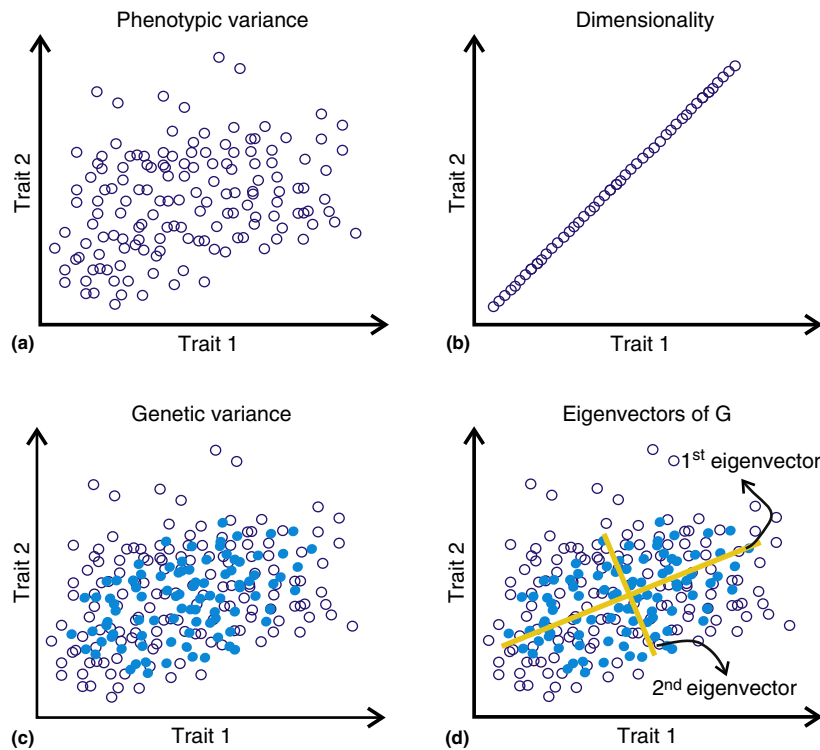 Phenotypic variance
Trait 2
(a)
Trait 1
Dimensionality
Trait 2
(b)
Trait 1
Genetic variance
Trait 2
(c)
Trait 1
Eigenvectors of G
1st eigenvector
Trait 2
2nd eigenvector
(d)
Trait 1